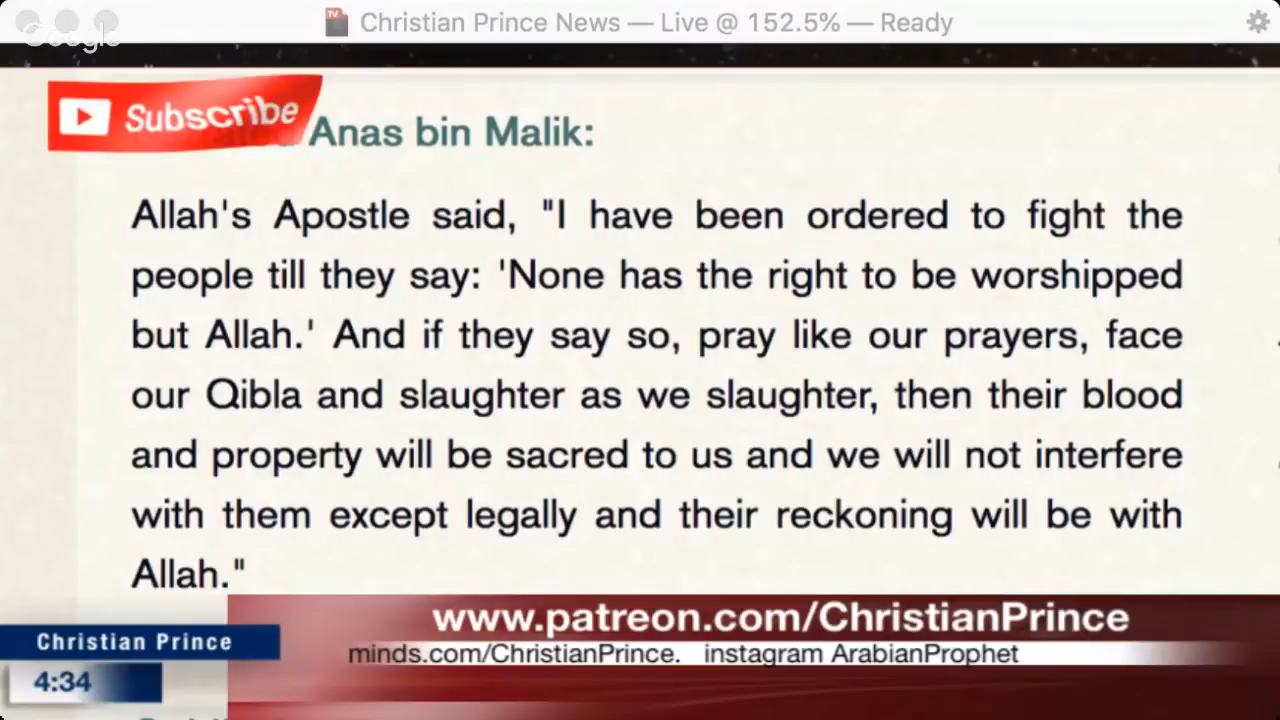 Christian Prince News — Live @ 152.5% — Ready
Google
Subscribe
Anas bin Malik:
Allah's Apostle said, "I have been ordered to fight the
people till they say: 'None has the right to be worshipped
but Allah.' And if they say so, pray like our prayers, face
our Qibla and slaughter as we slaughter, then their blood
and property will be sacred to us and we will not interfere
with them except legally and their reckoning will be with
Allah."
www.patreon.com/ChristianPrince
Christian Prince
minds.com/ChristianPrince. instagram ArabianProphet
4:34